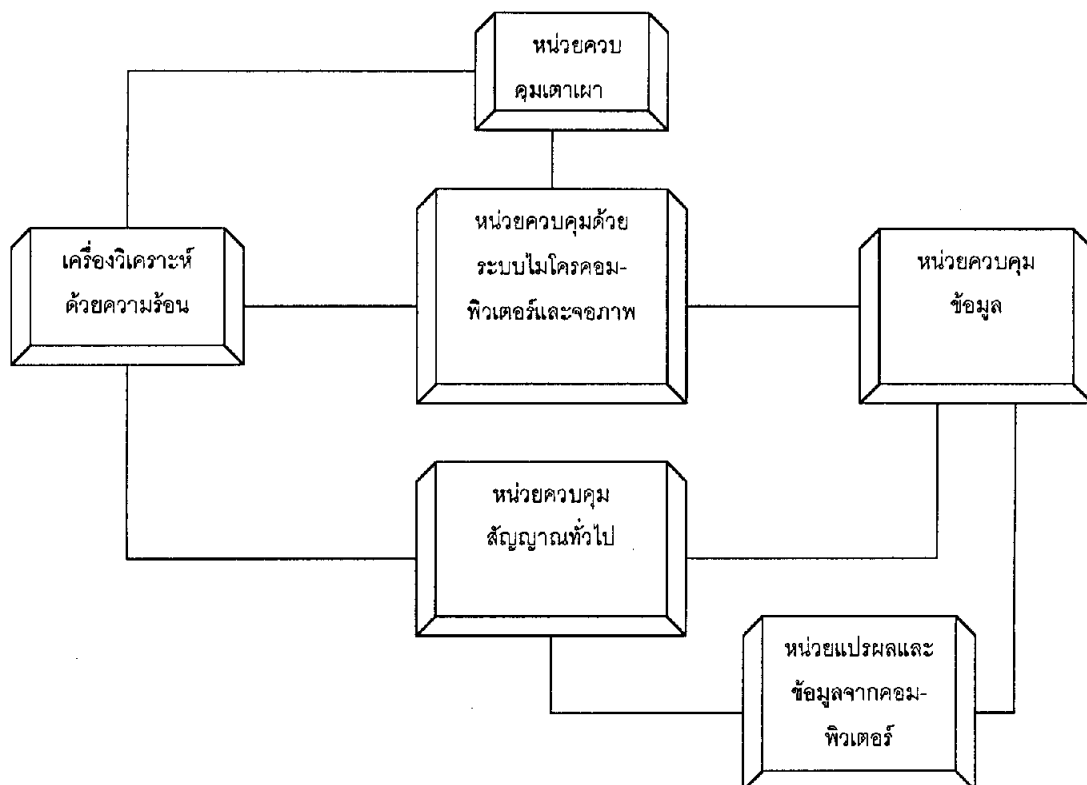 หน่วยควบ
คุมเตาเผา
หน่วยควบคุมด้วย
ระบบไมโครคอม-
พิวเตอร์และจอภาพ
เครื่องวิเคราะห์
ด้วยความร้อน
หน่วยควบคุม
ข้อมูล
หน่วยควบคุม
สัญญาณทั่วไป
หน่วยแปรผลและ
ข้อมูลจากคอม-
พิวเตอร์